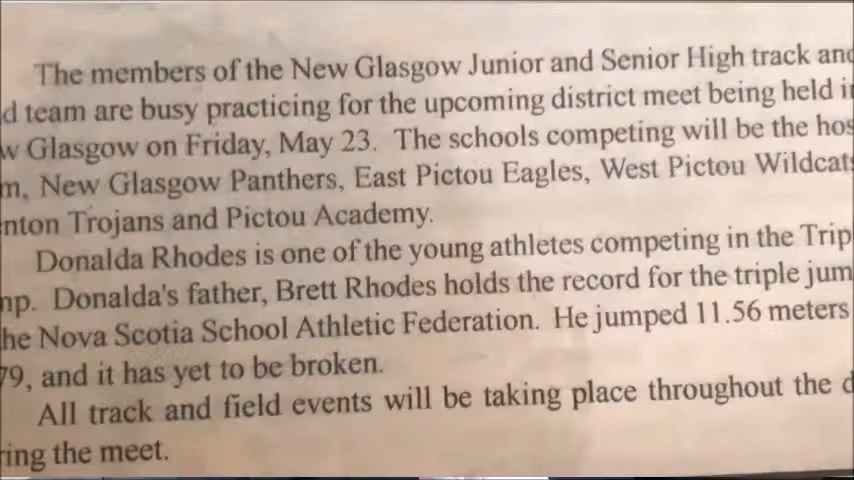 The members of the New Glasgow Junior and Senior High track and
d team are busy practicing for the upcoming district meet being held in
w Glasgow on Friday, May 23. The schools competing will be the hos
m, New Glasgow Panthers, East Pictou Eagles, West Pictou Wildcats
nton Trojans and Pictou Academy.
Donalda Rhodes is one of the young athletes competing in the Trip
mp. Donalda's father, Brett Rhodes holds the record for the triple jum
he Nova Scotia School Athletic Federation. He jumped 11.56 meters
79, and it has yet to be broken.
All track and field events will be taking place throughout the d
ring the meet.